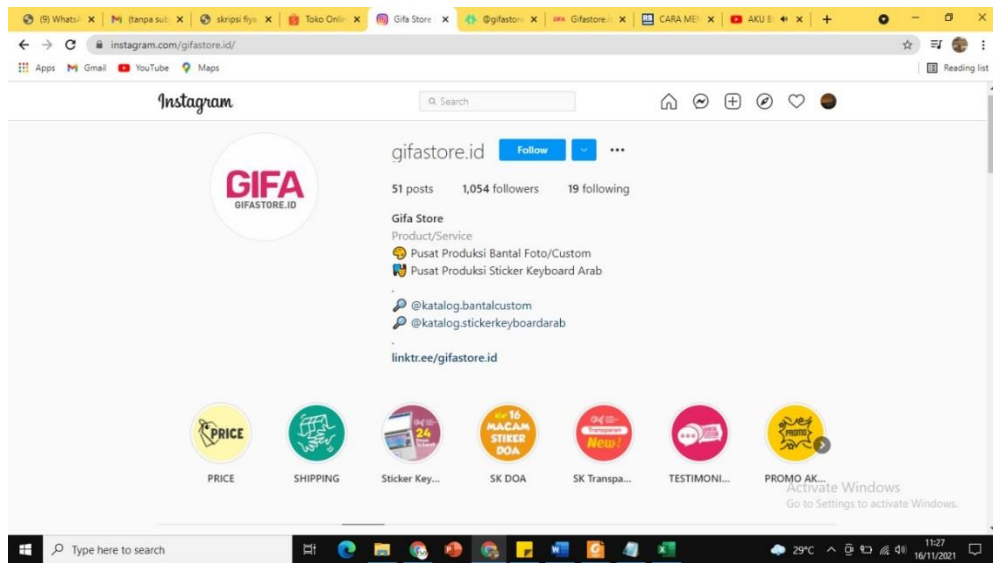 (9) WhatsA
(tanpa sub
skripsi fiya
Toko Onlin
Gifa Store
@gifastore
Gifastore.i
CARA MEN
AKU B
instagram.com/gifastore.id/
Apps Gmail YouTube Maps Reading list
Instagram
Search
gifastore.id Follow
GIFA
GIFASTORE.ID
51 posts 1,054 followers 19 following
Gifa Store
Product/Service
Pusat Produksi Bantal Foto/Custom
Pusat Produksi Sticker Keyboard Arab
.
@katalog.bantalcustom
@katalog.stickerkeyboardarab
.
linktr.ee/gifastore.id
PRICE
24
16
MACAM
STIKER
DOA
Transparan
New!
PROMO
PRICE SHIPPING Sticker Key... SK DOA SK Transpa... TESTIMONI... PROMO AK...
Activate Windows
Go to Settings to activate Windows.
Type here to search
29°C
11:27
16/11/2021